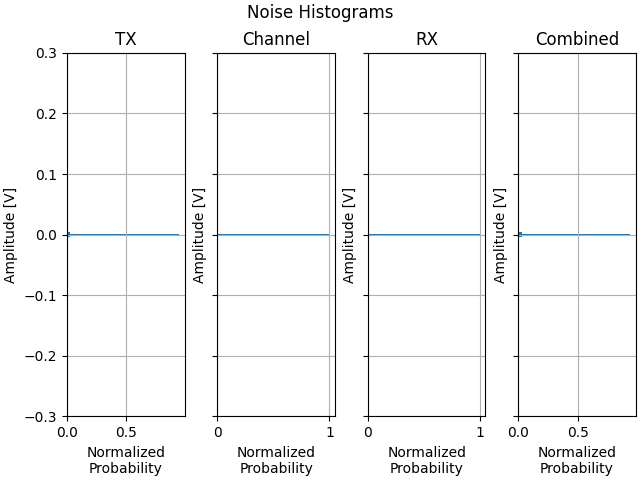 Noise Histograms
TX
Channel
RX
Combined
Amplitude [V]
0.3
0.2
0.1
0.0
−0.1
−0.2
−0.3
0.0
0.5
Normalized
Probability
Amplitude [V]
0
1
Normalized
Probability
Amplitude [V]
0
1
Normalized
Probability
Amplitude [V]
0.0
0.5
Normalized
Probability